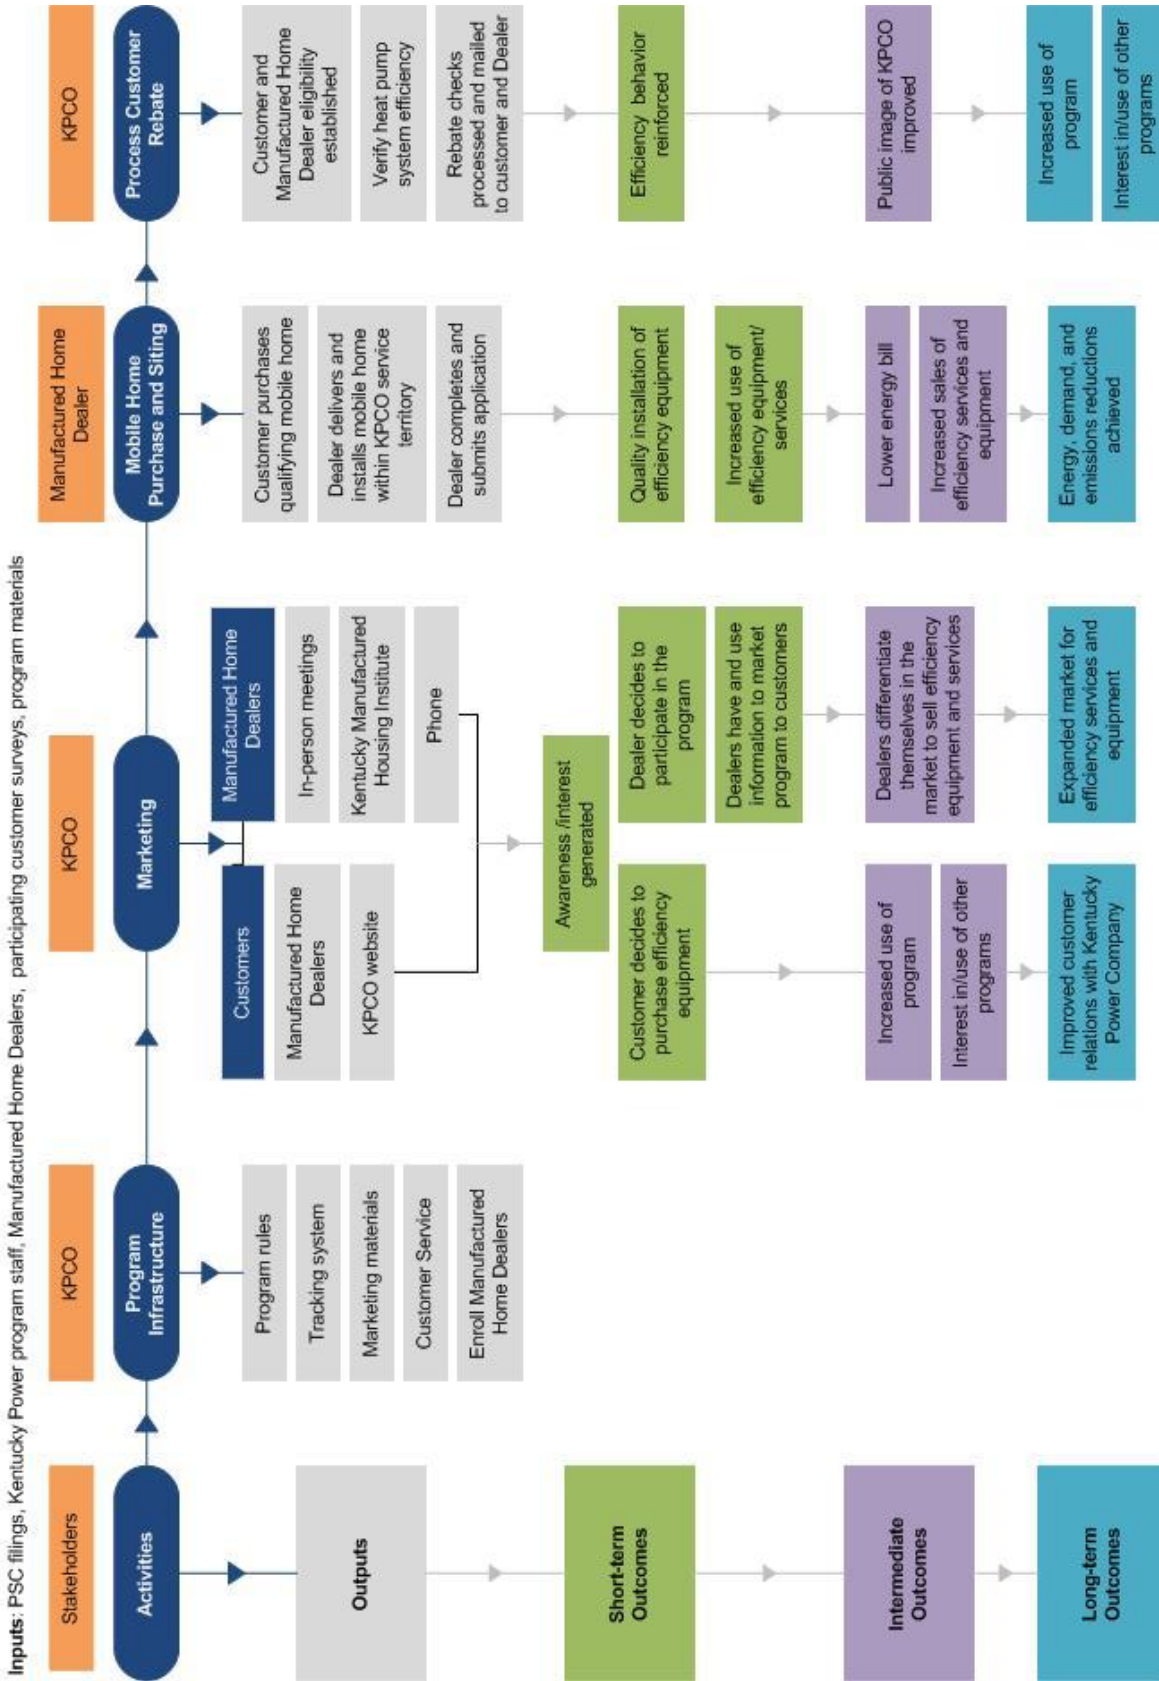 Inputs: PSC filings, Kentucky Power program staff, Manufactured Home Dealers, participating customer surveys, program materials
Stakeholders
KPCO
KPCO
Manufactured Home
Dealer
KPCO
Activities
Program
Infrastructure
Marketing
Mobile Home
Purchase and Siting
Process Customer
Rebate
Outputs
Program rules
Tracking system
Marketing materials
Customer Service
Enroll Manufactured
Home Dealers
Customers
Manufactured Home
Dealers
KPCO website
Manufactured Home
Dealers
In-person meetings
Kentucky Manufactured
Housing Institute
Phone
Customer purchases
qualifying mobile home
Dealer delivers and
installs mobile home
within KPCO service
territory
Dealer completes and
submits application
Customer and
Manufactured Home
Dealer eligibility
established
Verify heat pump
system efficiency
Rebate checks
processed and mailed
to customer and Dealer
Short-term
Outcomes
Awareness /interest
generated
Customer decides to
purchase efficiency
equipment
Dealer decides to
participate in the
program
Dealers have and use
information to market
program to customers
Quality installation of
efficiency equipment
Increased use of
efficiency equipment/
services
Efficiency behavior
reinforced
Intermediate
Outcomes
Increased use of
program
Interest in/use of other
programs
Dealers differentiate
themselves in the
market to sell efficiency
equipment and services
Lower energy bill
Increased sales of
efficiency services and
equipment
Public image of KPCO
improved
Long-term
Outcomes
Improved customer
relations with Kentucky
Power Company
Expanded market for
efficiency services and
equipment
Energy, demand, and
emissions reductions
achieved
Increased use of
program
Interest in/use of other
programs